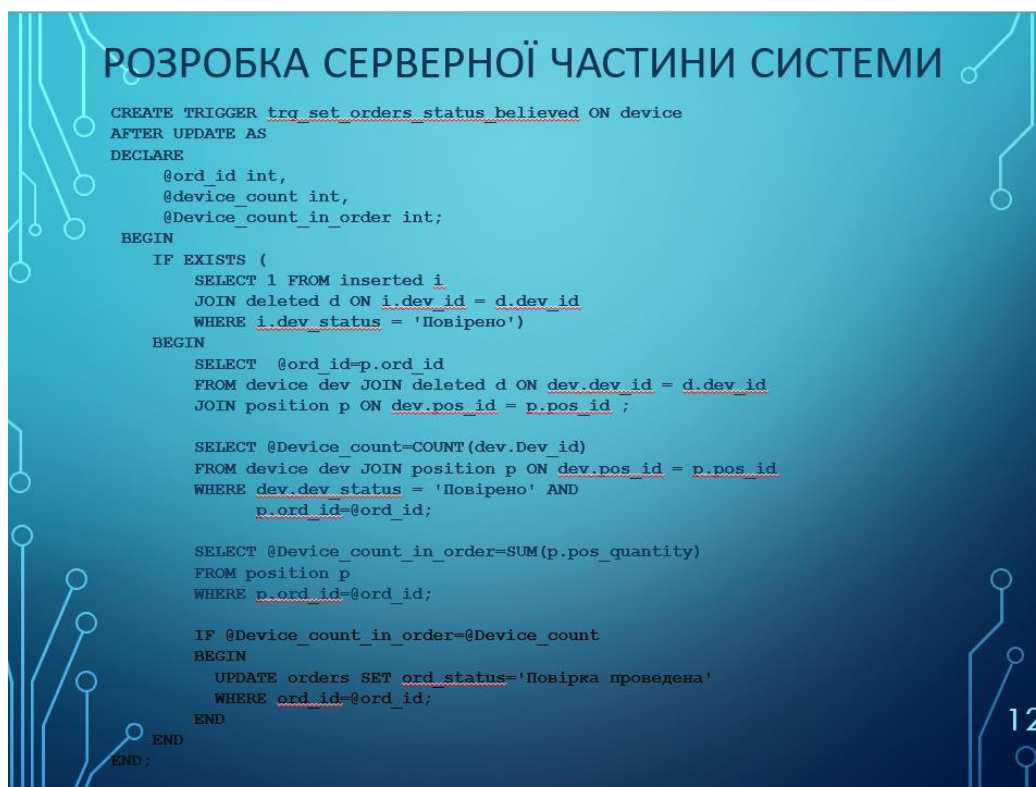 РОЗРОБКА СЕРВЕРНОЇ ЧАСТИНИ СИСТЕМИ
CREATE TRIGGER trg_set_orders_status_believed ON device
AFTER UPDATE AS
DECLARE
@ord_id int,
@device_count int,
@Device_count_in_order int;
BEGIN
IF EXISTS (
SELECT 1 FROM inserted i
JOIN deleted d ON i.dev_id = d.dev_id
WHERE i.dev_status = 'Повірено')
BEGIN
SELECT @ord_id=p.ord_id
FROM device dev JOIN deleted d ON dev.dev_id = d.dev_id
JOIN position p ON dev.pos_id = p.pos_id ;
SELECT @Device_count=COUNT(dev.Dev_id)
FROM device dev JOIN position p ON dev.pos_id = p.pos_id
WHERE dev.dev_status = 'Повірено' AND
p.ord_id=@ord_id;
SELECT @Device_count_in_order=SUM(p.pos_quantity)
FROM position p
WHERE p.ord_id=@ord_id;
IF @Device_count_in_order=@Device_count
BEGIN
UPDATE orders SET ord_status='Повірка проведена'
WHERE ord_id=@ord_id;
END
END
END;
12